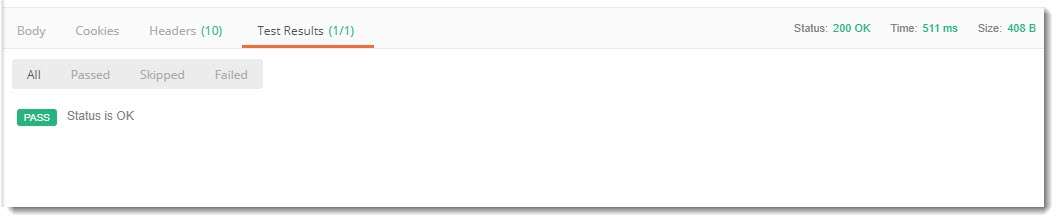 Body Cookies Headers (10) Test Results (1/1) Status: 200 OK Time: 511 ms Size: 408 B
All Passed Skipped Failed
PASS Status is OK